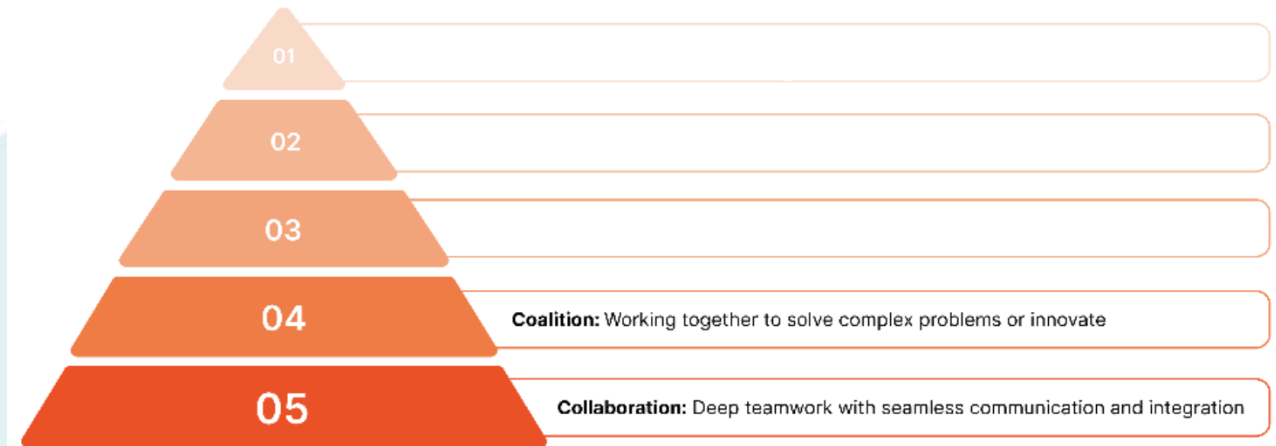 01
02
03
04
Coalition: Working together to solve complex problems or innovate
05
Collaboration: Deep teamwork with seamless communication and integration